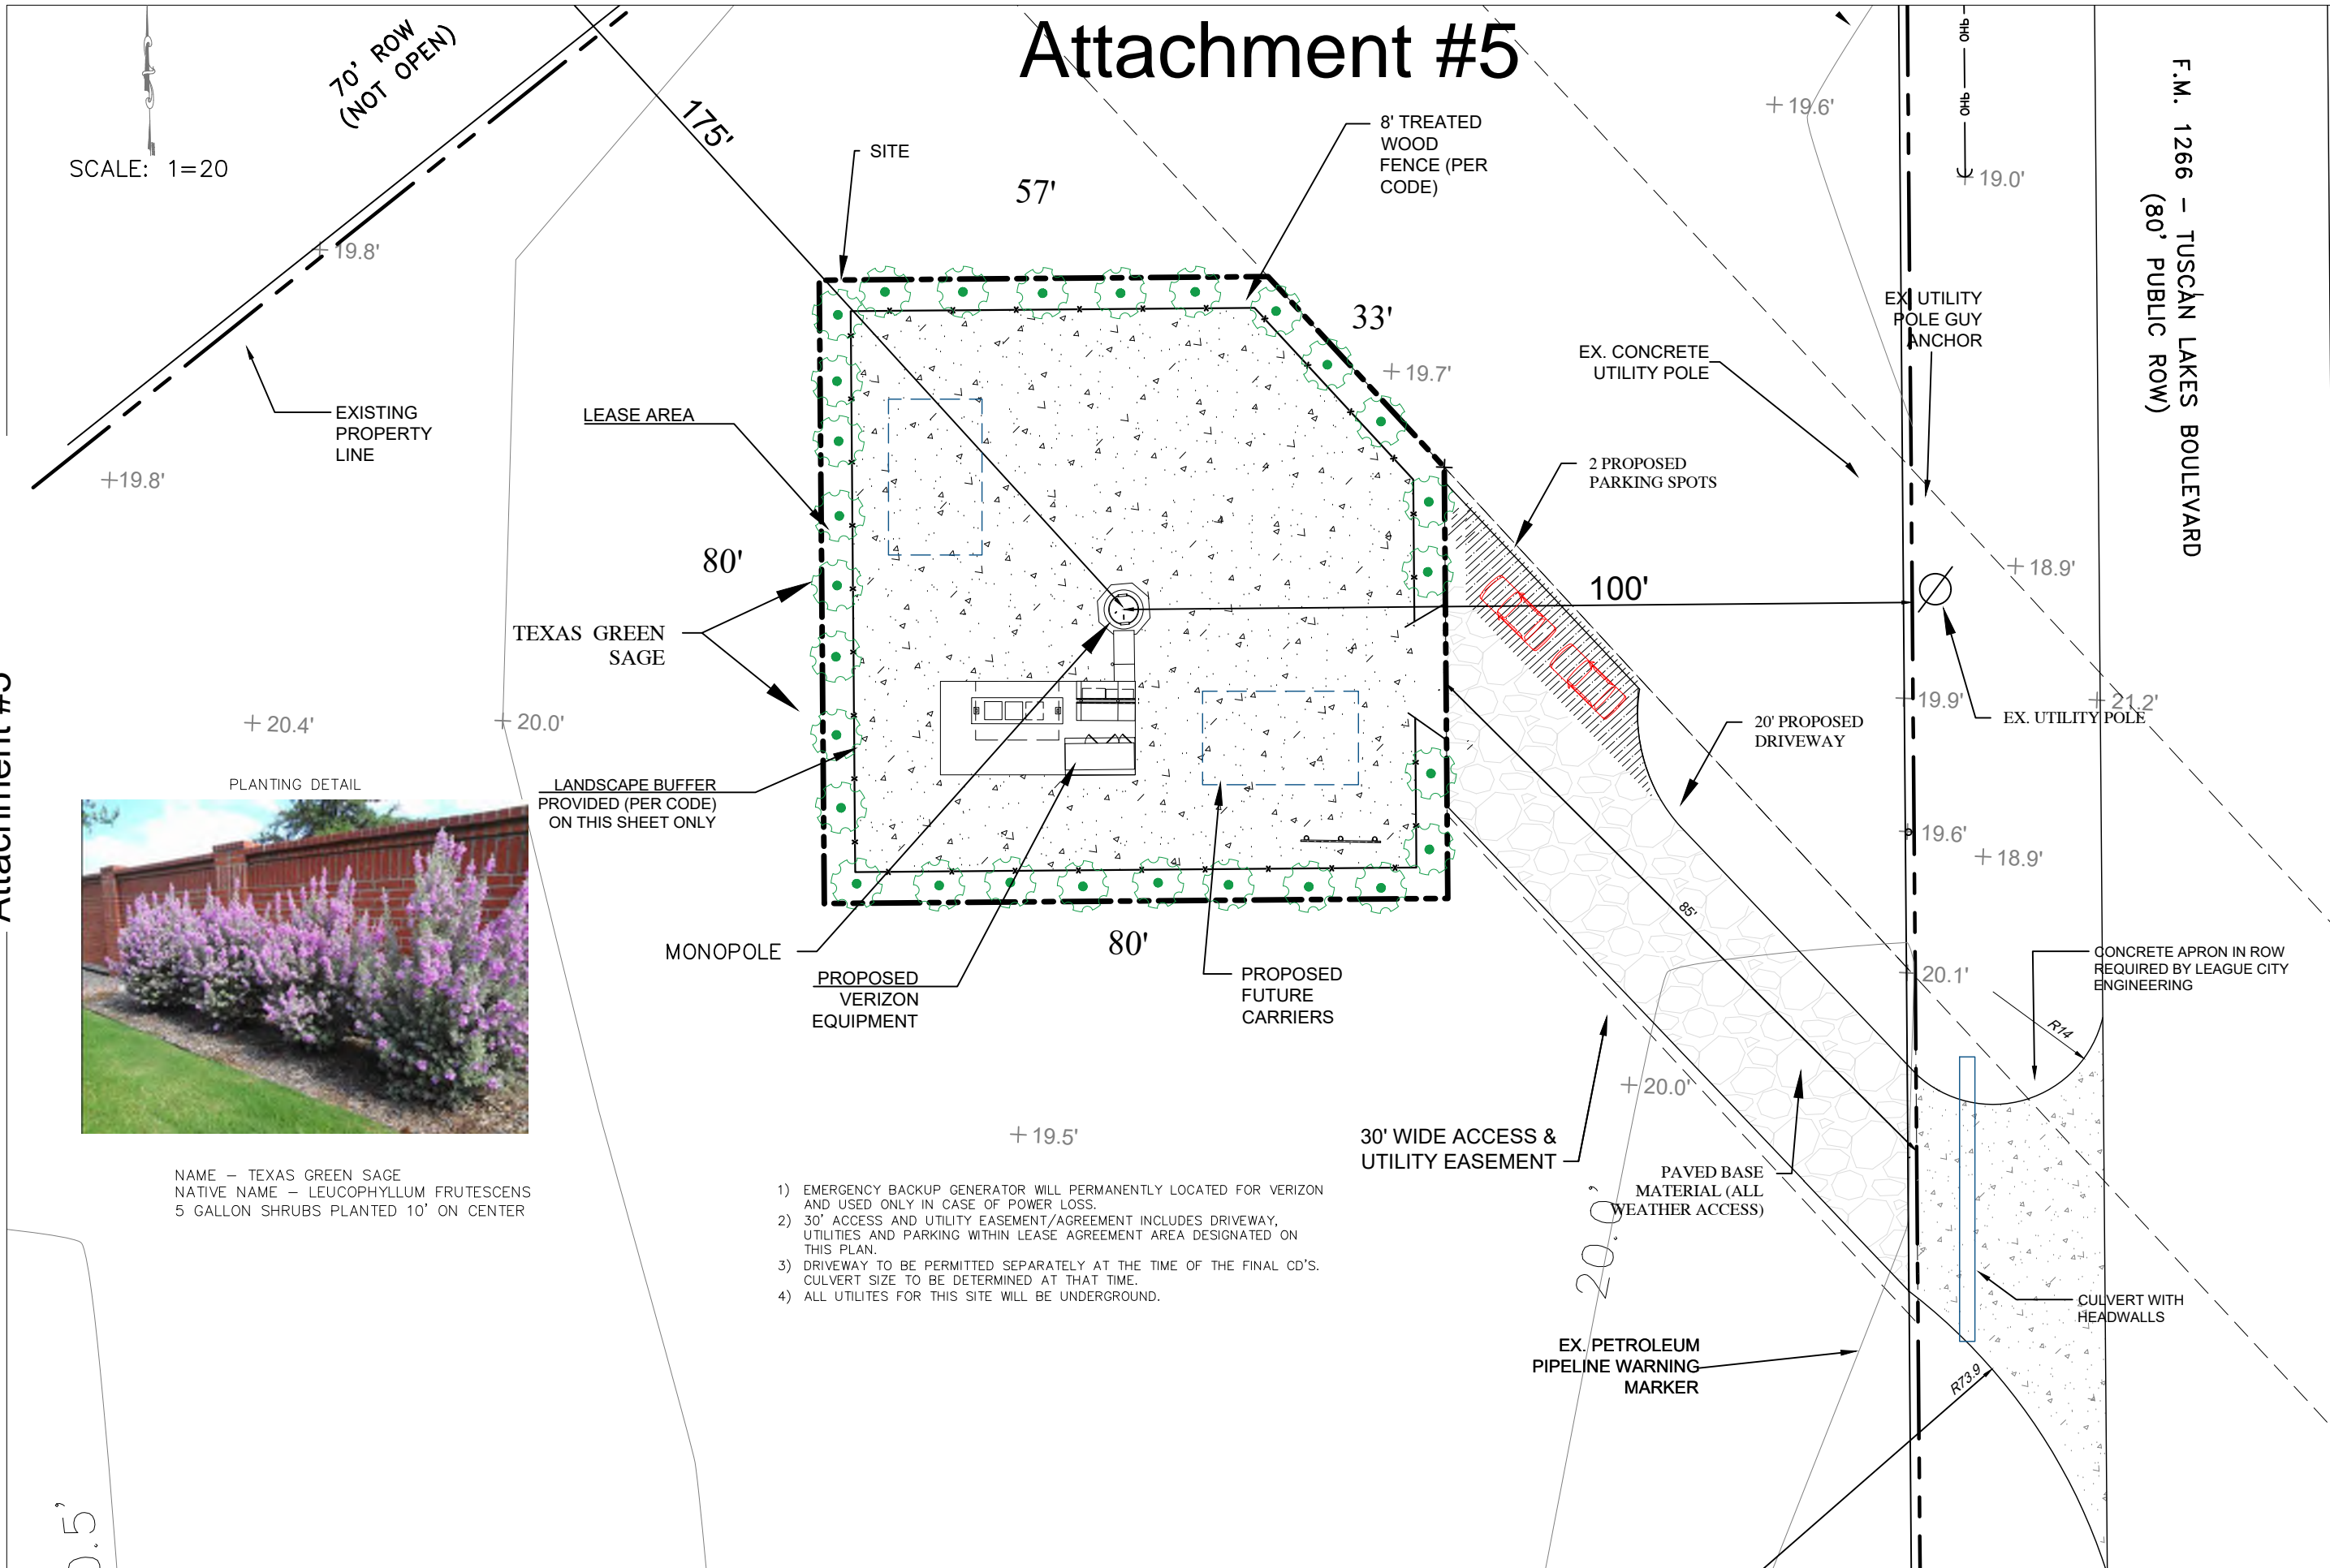 Attachment #5
70' ROW
(NOT OPEN)
SCALE: 1=20
175'
SITE
57'
8' TREATED
WOOD
FENCE (PER
CODE)
33'
19.6'
OHL
OHL
19.0'
F.M. 1266 – TUSCAN LAKES BOULEVARD
(80' PUBLIC ROW)
19.8'
EX. UTILITY
POLE GUY
ANCHOR
EX. CONCRETE
UTILITY POLE
19.7'
EXISTING
PROPERTY
LINE
LEASE AREA
19.8'
2 PROPOSED
PARKING SPOTS
80'
100'
18.9'
TEXAS GREEN
SAGE
19.9'
21.2'
EX. UTILITY POLE
20.4'
20.0'
20' PROPOSED
DRIVEWAY
PLANTING DETAIL
LANDSCAPE BUFFER
PROVIDED (PER CODE)
ON THIS SHEET ONLY
19.6'
18.9'
Attachment #5
85'
80'
MONOPOLE
PROPOSED
VERIZON
EQUIPMENT
PROPOSED
FUTURE
CARRIERS
CONCRETE APRON IN ROW
REQUIRED BY LEAGUE CITY
ENGINEERING
20.1'
R14
20.0'
19.5'
30' WIDE ACCESS &
UTILITY EASEMENT
PAVED BASE
MATERIAL (ALL
WEATHER ACCESS)
NAME – TEXAS GREEN SAGE
NATIVE NAME – LEUCOPHYLLUM FRUTESCENS
5 GALLON SHRUBS PLANTED 10' ON CENTER
1) EMERGENCY BACKUP GENERATOR WILL PERMANENTLY LOCATED FOR VERIZON
AND USED ONLY IN CASE OF POWER LOSS.
2) 30' ACCESS AND UTILITY EASEMENT/AGREEMENT INCLUDES DRIVEWAY,
UTILITIES AND PARKING WITHIN LEASE AGREEMENT AREA DESIGNATED ON
THIS PLAN.
3) DRIVEWAY TO BE PERMITTED SEPARATELY AT THE TIME OF THE FINAL CD'S.
CULVERT SIZE TO BE DETERMINED AT THAT TIME.
4) ALL UTILITES FOR THIS SITE WILL BE UNDERGROUND.
20.0'
CULVERT WITH
HEADWALLS
EX. PETROLEUM
PIPELINE WARNING
MARKER
R73.9
0.5'